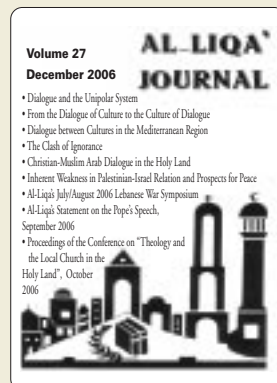 AL-LIQA'
JOURNAL
Volume 27
December 2006
• Dialogue and the Unipolar System
• From the Dialogue of Culture to the Culture of Dialogue
• Dialogue between Cultures in the Mediterranean Region
• The Clash of Ignorance
• Christian-Muslim Arab Dialogue in the Holy Land
• Inherent Weakness in Palestinian-Israel Relation and Prospects for Peace
• Al-Liqa's July/August 2006 Lebanese War Symposium
• Al-Liqa's Statement on the Pope's Speech,
September 2006
• Proceedings of the Conference on "Theology and
the Local Church in the
Holy Land", October
2006